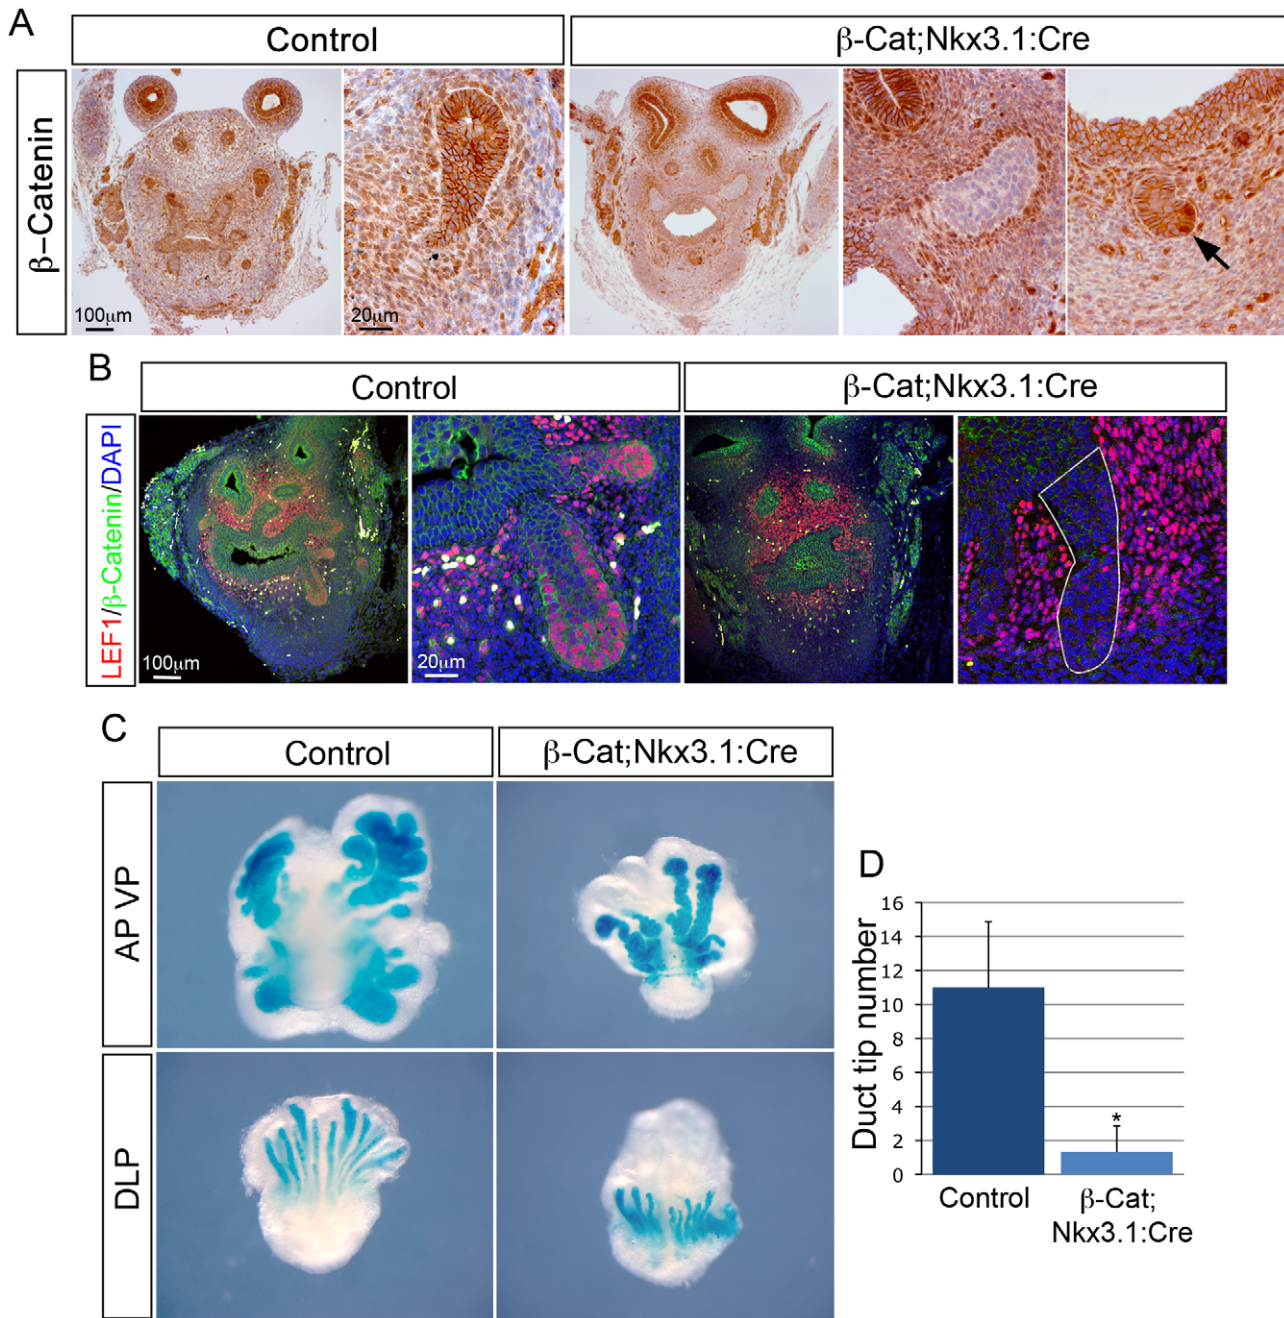 A
Control
β-Cat;Nkx3.1:Cre
β-Catenin
100μm
20μm
B
Control
β-Cat;Nkx3.1:Cre
LEF1/β-Catenin/DAPI
100μm
20μm
C
Control
β-Cat;Nkx3.1:Cre
AP VP
DLP
D
Duct tip number
16
14
12
10
8
6
4
2
0
*
Control
β-Cat;
Nkx3.1:Cre